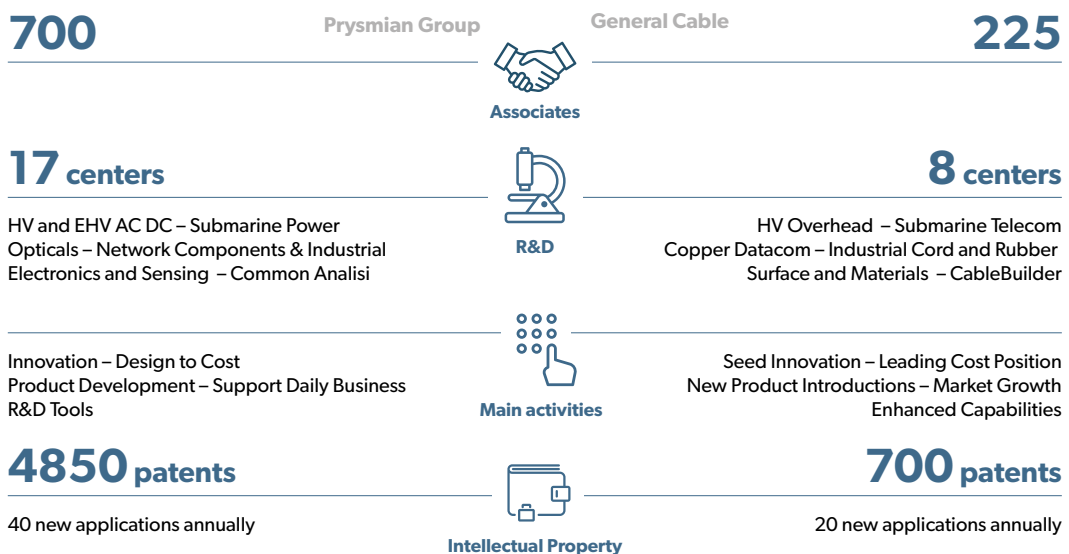 700
Prysmian Group
General Cable
225
Associates
17 centers
8 centers
HV and EHV AC DC – Submarine Power
Opticals – Network Components & Industrial
Electronics and Sensing – Common Analisi
R&D
HV Overhead – Submarine Telecom
Copper Datacom – Industrial Cord and Rubber
Surface and Materials – CableBuilder
Innovation – Design to Cost
Product Development – Support Daily Business
R&D Tools
Main activities
Seed Innovation – Leading Cost Position
New Product Introductions – Market Growth
Enhanced Capabilities
4850 patents
700 patents
40 new applications annually
20 new applications annually
Intellectual Property